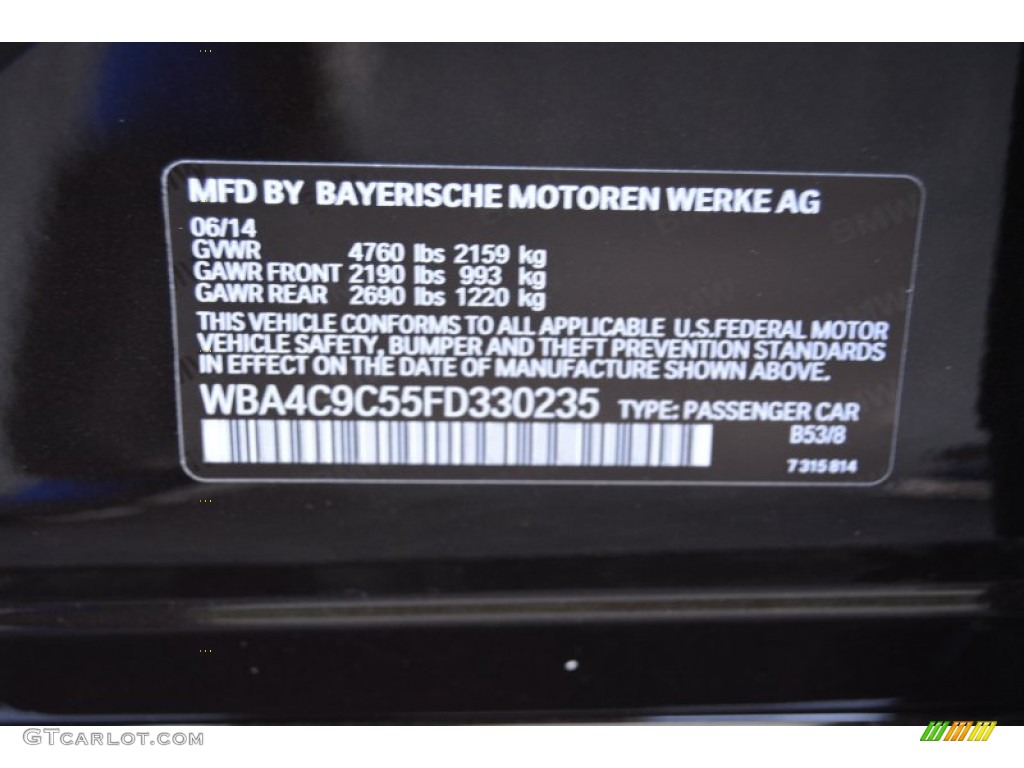 MFD BY BAYERISCHE MOTOREN WERKE AG
06/14
GVWR 4760 lbs 2159 kg
GAWR FRONT 2190 lbs 993 kg
GAWR REAR 2690 lbs 1220 kg
THIS VEHICLE CONFORMS TO ALL APPLICABLE U.S.FEDERAL MOTOR
VEHICLE SAFETY, BUMPER AND THEFT PREVENTION STANDARDS
IN EFFECT ON THE DATE OF MANUFACTURE SHOWN ABOVE.
WBA4C9C55FD330235 TYPE: PASSENGER CAR
B53/8
7 315 814
GTCarLot.com